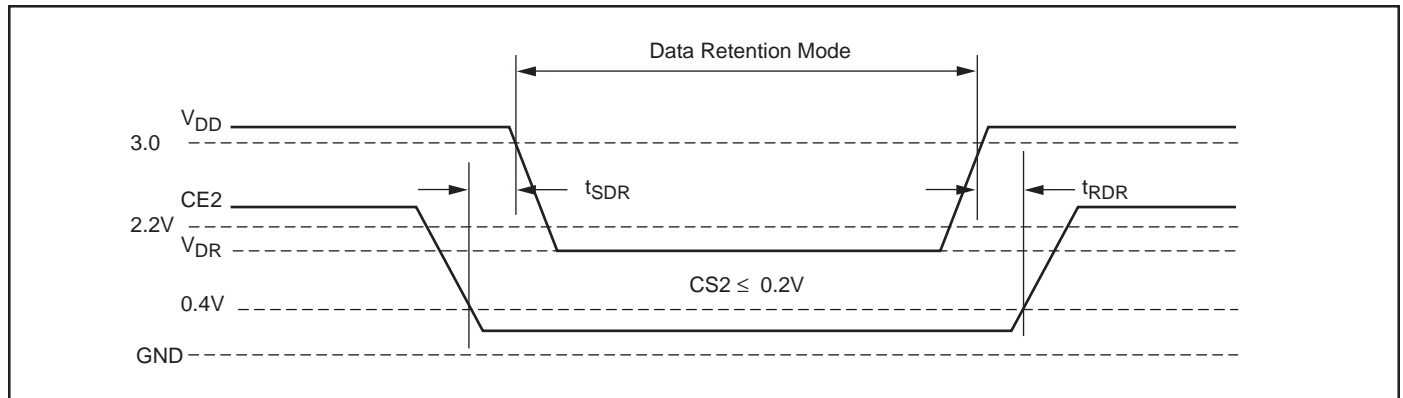 Data Retention Mode
VDD
3.0
tSDR
tRDR
CE2
2.2V
VDR
CS2 ≤ 0.2V
0.4V
GND